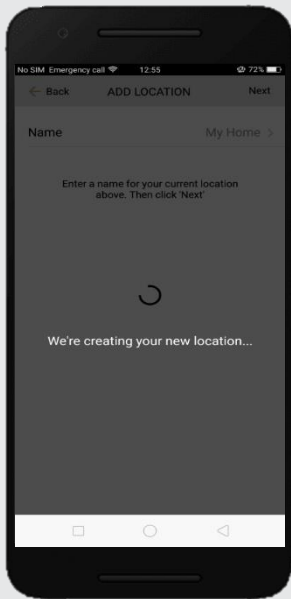 No SIM Emergency call 12:55 72%
Back ADD LOCATION Next
Name My Home >
Enter a name for your current location
above. Then click 'Next'
We're creating your new location...